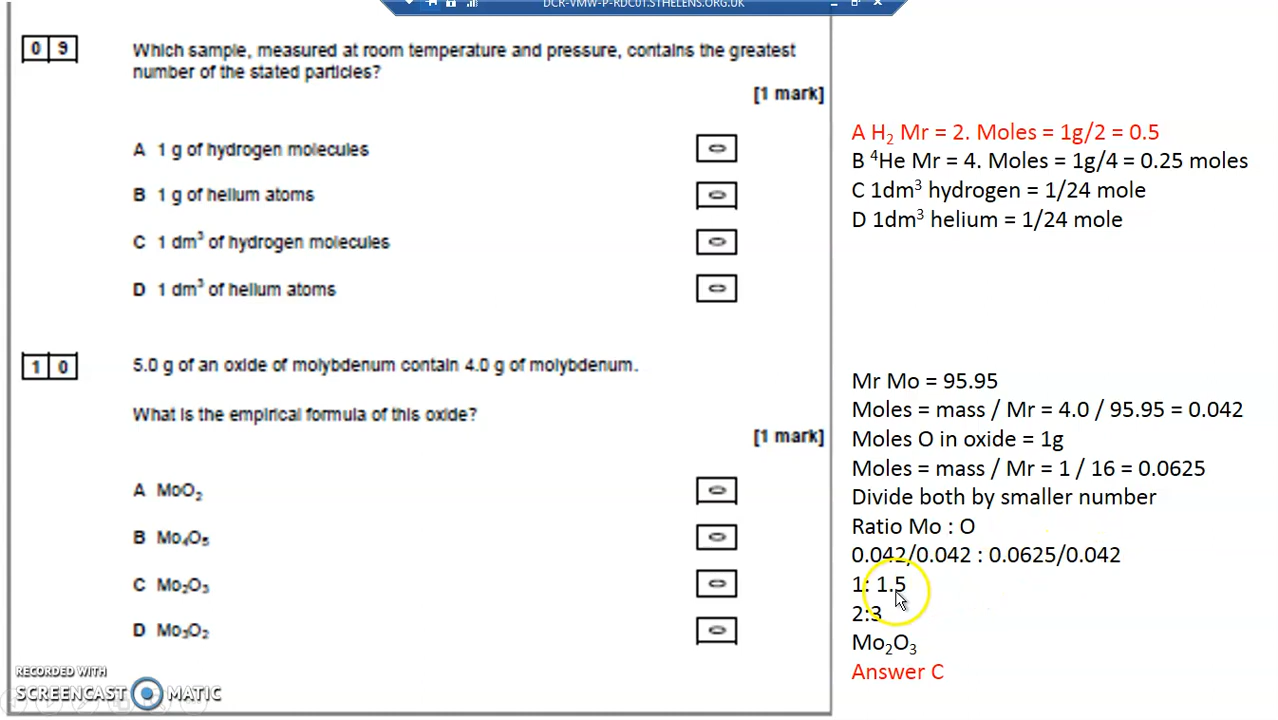 DCR-VMW-P-RDC01.STHELENS.ORG.UK
0 9
Which sample, measured at room temperature and pressure, contains the greatest
number of the stated particles?
[1 mark]
A 1 g of hydrogen molecules
B 1 g of helium atoms
C 1 dm³ of hydrogen molecules
D 1 dm³ of helium atoms
A H₂ Mr = 2. Moles = 1g/2 = 0.5
B ⁴He Mr = 4. Moles = 1g/4 = 0.25 moles
C 1dm³ hydrogen = 1/24 mole
D 1dm³ helium = 1/24 mole
1 0
5.0 g of an oxide of molybdenum contain 4.0 g of molybdenum.
What is the empirical formula of this oxide?
[1 mark]
A MoO₂
B Mo₄O₅
C Mo₂O₃
D Mo₃O₂
Mr Mo = 95.95
Moles = mass / Mr = 4.0 / 95.95 = 0.042
Moles O in oxide = 1g
Moles = mass / Mr = 1 / 16 = 0.0625
Divide both by smaller number
Ratio Mo : O
0.042/0.042 : 0.0625/0.042
1: 1.5
2:3
Mo₂O₃
Answer C
RECORDED WITH
SCREENCAST MATIC